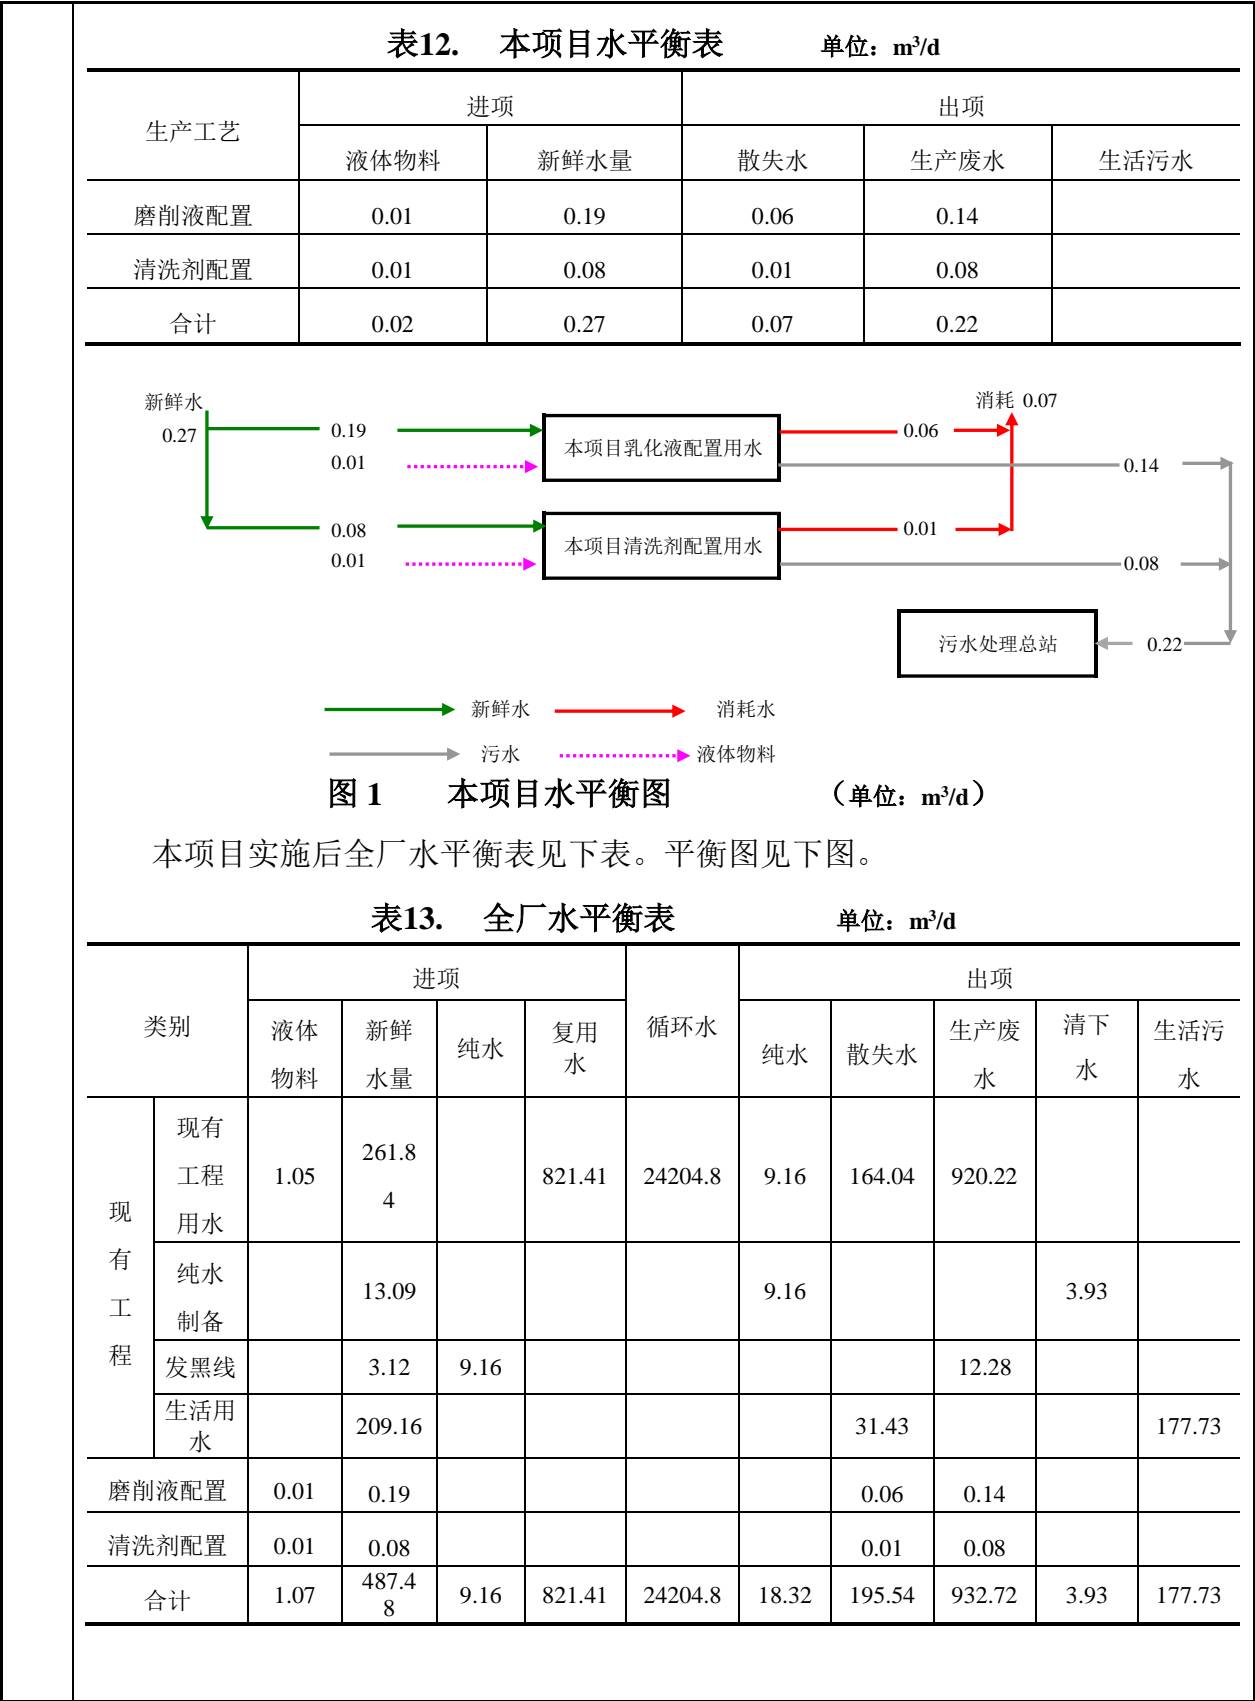 表12. 本项目水平衡表 单位：m³/d
生产工艺 进项 出项
液体物料 新鲜水量 散失水 生产废水 生活污水
磨削液配置 0.01 0.19 0.06 0.14
清洗剂配置 0.01 0.08 0.01 0.08
合计 0.02 0.27 0.07 0.22
新鲜水
0.27
消耗 0.07
0.19
0.01
本项目乳化液配置用水
0.06
0.14
0.08
0.01
本项目清洗剂配置用水
0.01
0.08
污水处理总站
0.22
新鲜水 消耗水
污水 液体物料
图 1 本项目水平衡图 （单位：m³/d）
本项目实施后全厂水平衡表见下表。平衡图见下图。
表13. 全厂水平衡表 单位：m³/d
类别 进项 循环水 出项
液体 新鲜 纯水 复用 纯水 散失水 生产废 清下 生活污
物料 水量 水 水 水 水
现有工程
现有
工程
用水
1.05 261.8 821.41 24204.8 9.16 164.04 920.22
4
纯水
制备
13.09 9.16 3.93
发黑线 3.12 9.16 12.28
生活用
水
209.16 31.43 177.73
磨削液配置 0.01 0.19 0.06 0.14
清洗剂配置 0.01 0.08 0.01 0.08
合计 1.07 487.4 9.16 821.41 24204.8 18.32 195.54 932.72 3.93 177.73
8